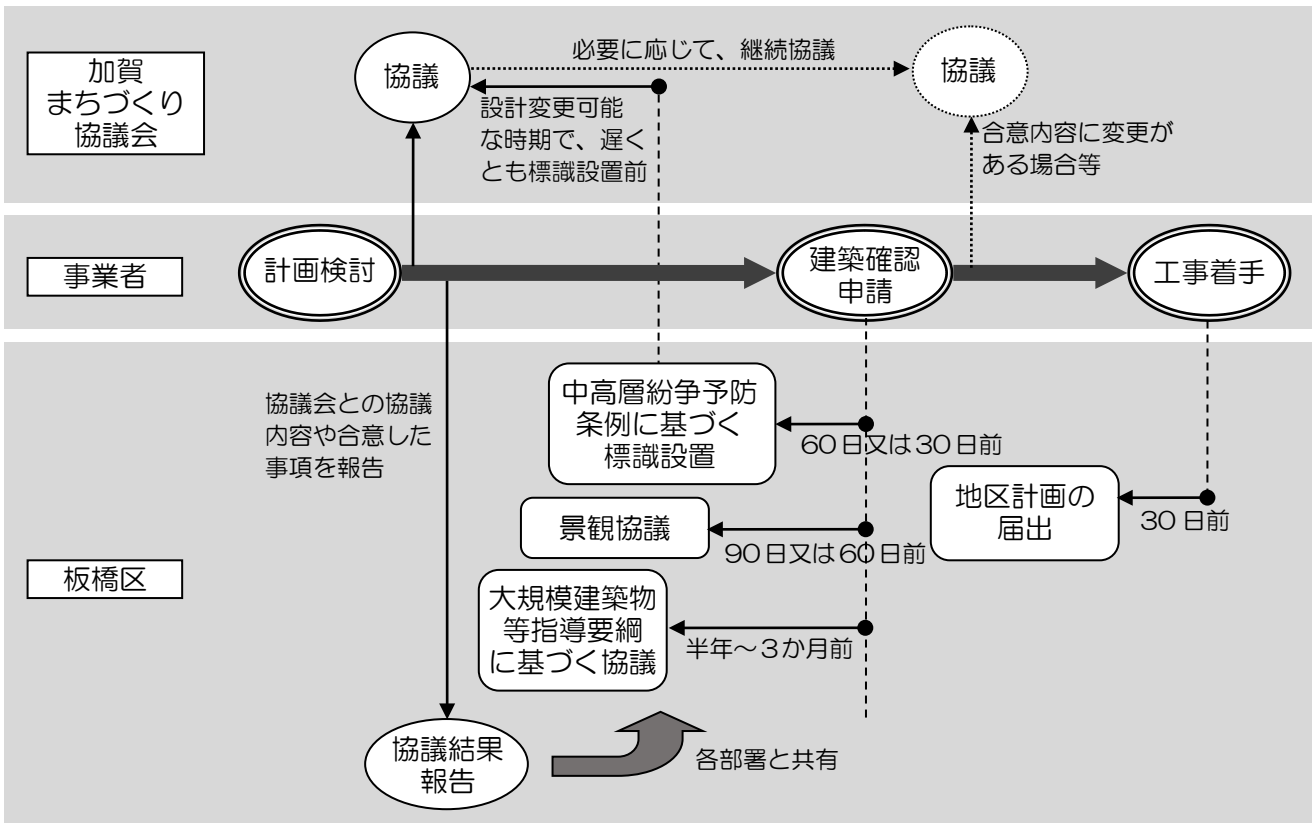 加賀
まちづくり
協議会
協議
必要に応じて、継続協議
協議
設計変更可能
な時期で、遅く
とも標識設置前
合意内容に変更が
ある場合等
事業者
計画検討
建築確認
申請
工事着手
板橋区
協議会との協議
内容や合意した
事項を報告
中高層紛争予防
条例に基づく
標識設置
60日又は30日前
景観協議
90日又は60日前
大規模建築物
等指導要綱
に基づく協議
半年～3か月前
地区計画の
届出
30日前
協議結果
報告
各部署と共有